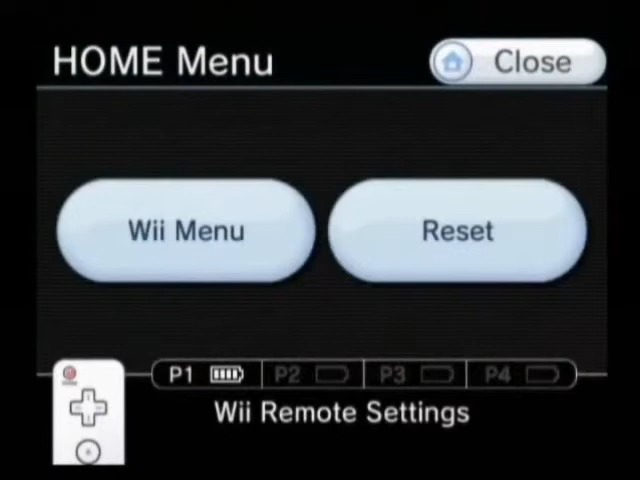 HOME Menu
Close
Wii Menu
Reset
P1
P2
P3
P4
Wii Remote Settings